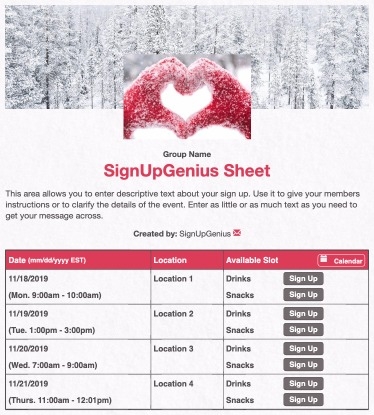 Group Name
SignUpGenius Sheet
This area allows you to enter descriptive text about your sign up. Use it to give your members
instructions or to clarify the details of the event. Enter as little or as much text as you need to
get your message across.
Created by: SignUpGenius
Date (mm/dd/yyyy EST) Location Available Slot Calendar
11/18/2019 Location 1 Drinks Sign Up
(Mon. 9:00am - 10:00am) Snacks Sign Up
11/19/2019 Location 2 Drinks Sign Up
(Tue. 1:00pm - 3:00pm) Snacks Sign Up
11/20/2019 Location 3 Drinks Sign Up
(Wed. 7:00am - 9:00am) Snacks Sign Up
11/21/2019 Location 4 Drinks Sign Up
(Thurs. 11:00am - 12:01pm) Snacks Sign Up